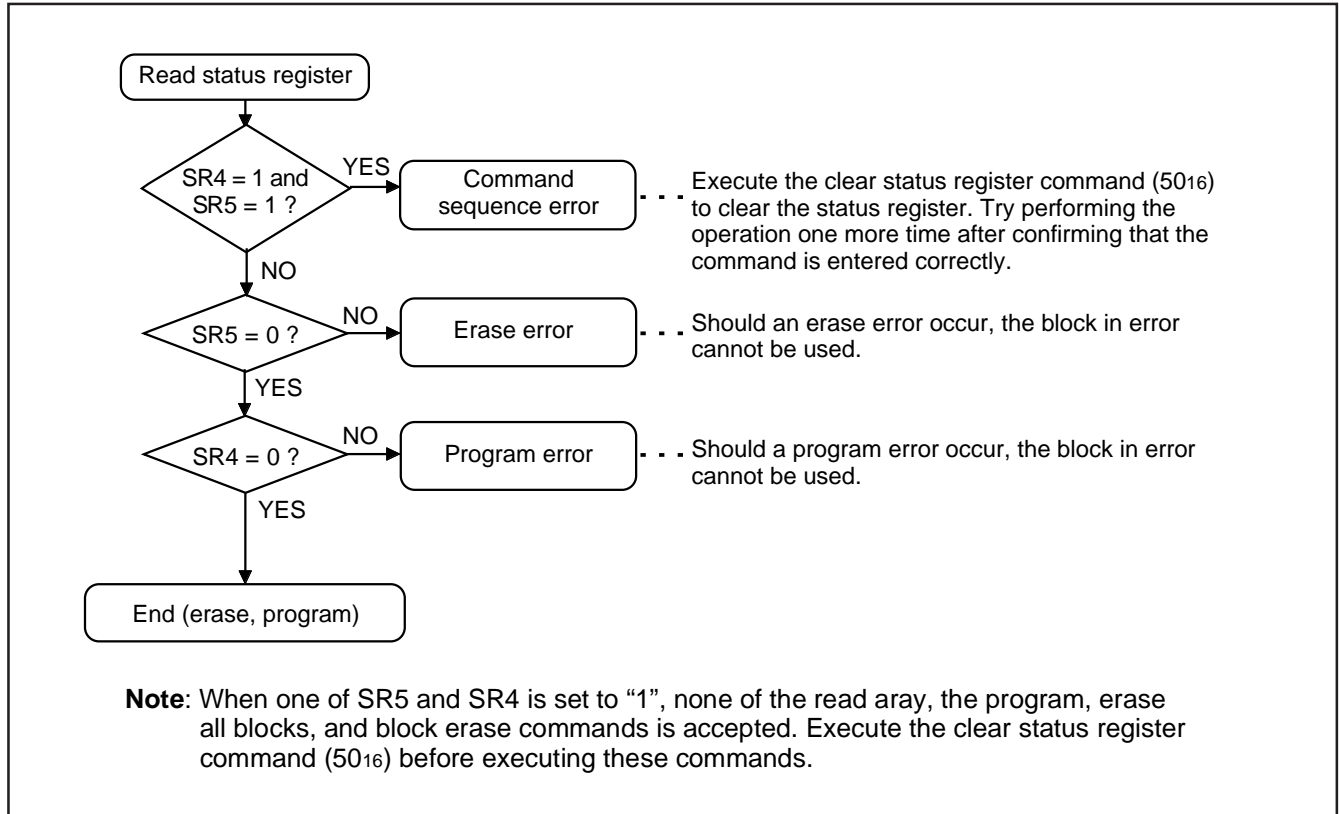 Read status register
SR4 = 1 and
SR5 = 1 ?
YES
Command
sequence error
Execute the clear status register command (5016)
to clear the status register. Try performing the
operation one more time after confirming that the
command is entered correctly.
NO
SR5 = 0 ?
NO
Erase error
Should an erase error occur, the block in error
cannot be used.
YES
SR4 = 0 ?
NO
Program error
Should a program error occur, the block in error
cannot be used.
YES
End (erase, program)
Note: When one of SR5 and SR4 is set to “1”, none of the read aray, the program, erase
all blocks, and block erase commands is accepted. Execute the clear status register
command (5016) before executing these commands.